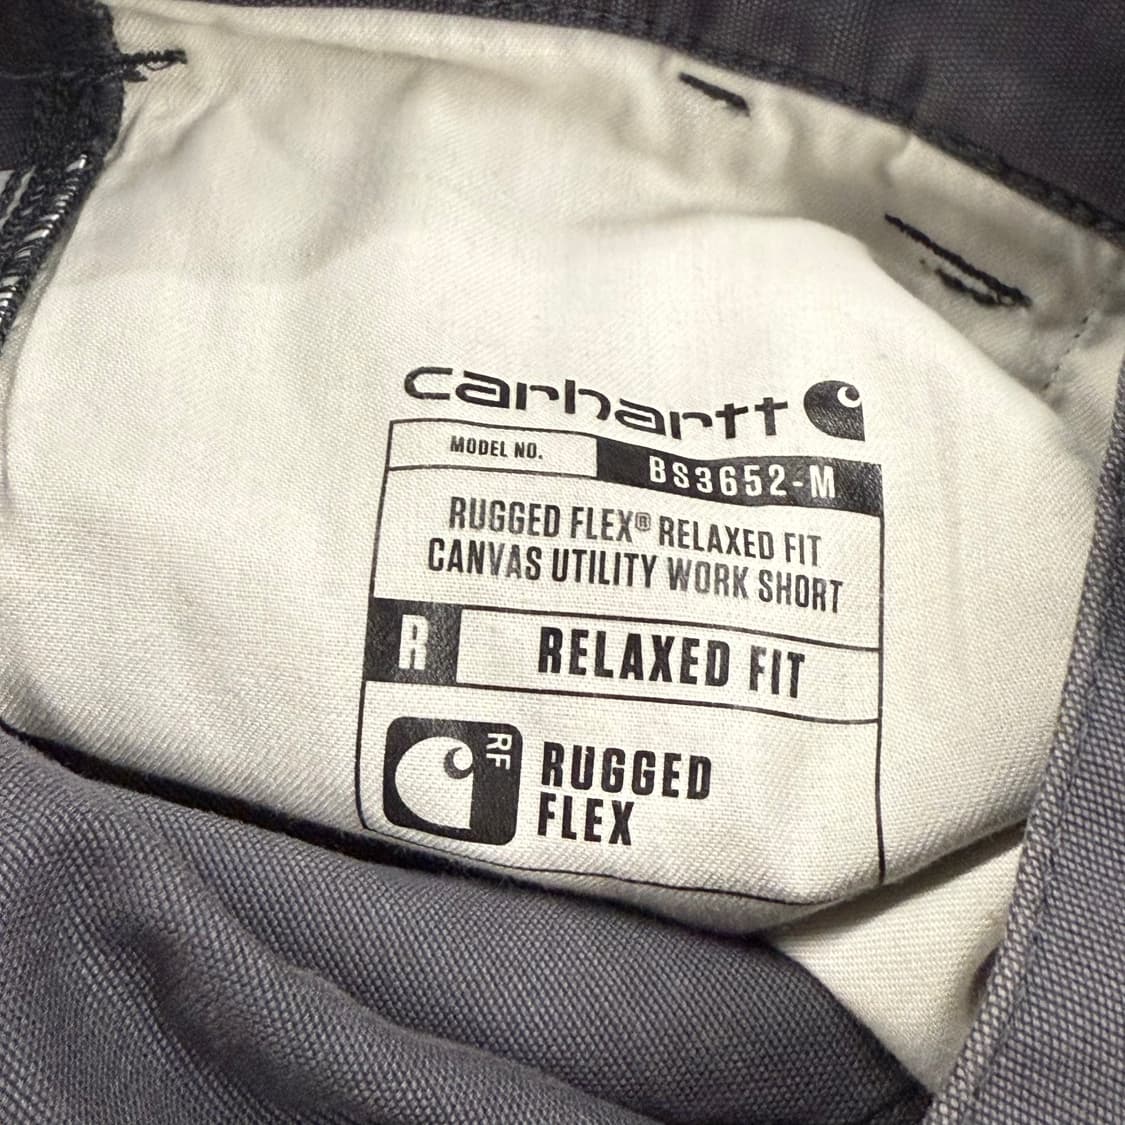 carhartt
MODEL NO. BS3652-M
RUGGED FLEX® RELAXED FIT
CANVAS UTILITY WORK SHORT
R RELAXED FIT
RF
RUGGED
FLEX